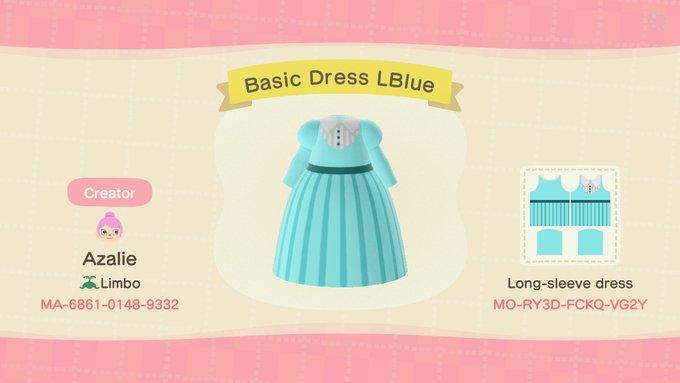 Basic Dress LBlue
Creator
Azalie
Limbo
MA-6861-0148-9332
Long-sleeve dress
MO-RY3D-FCKQ-VG2Y